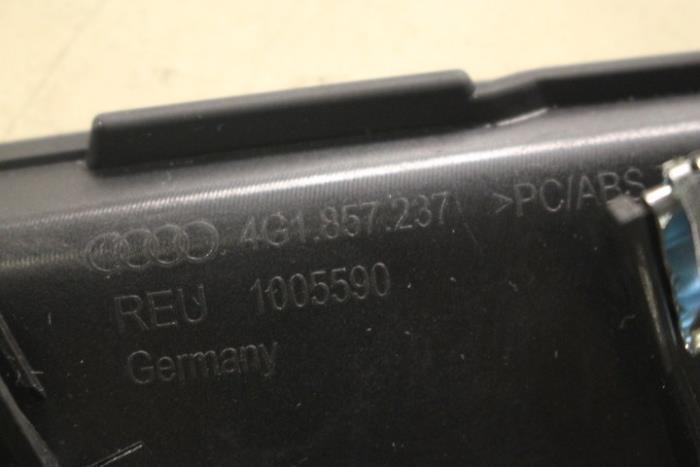 4G1.857.237 >PC/ABS
REU 1005590
Germany